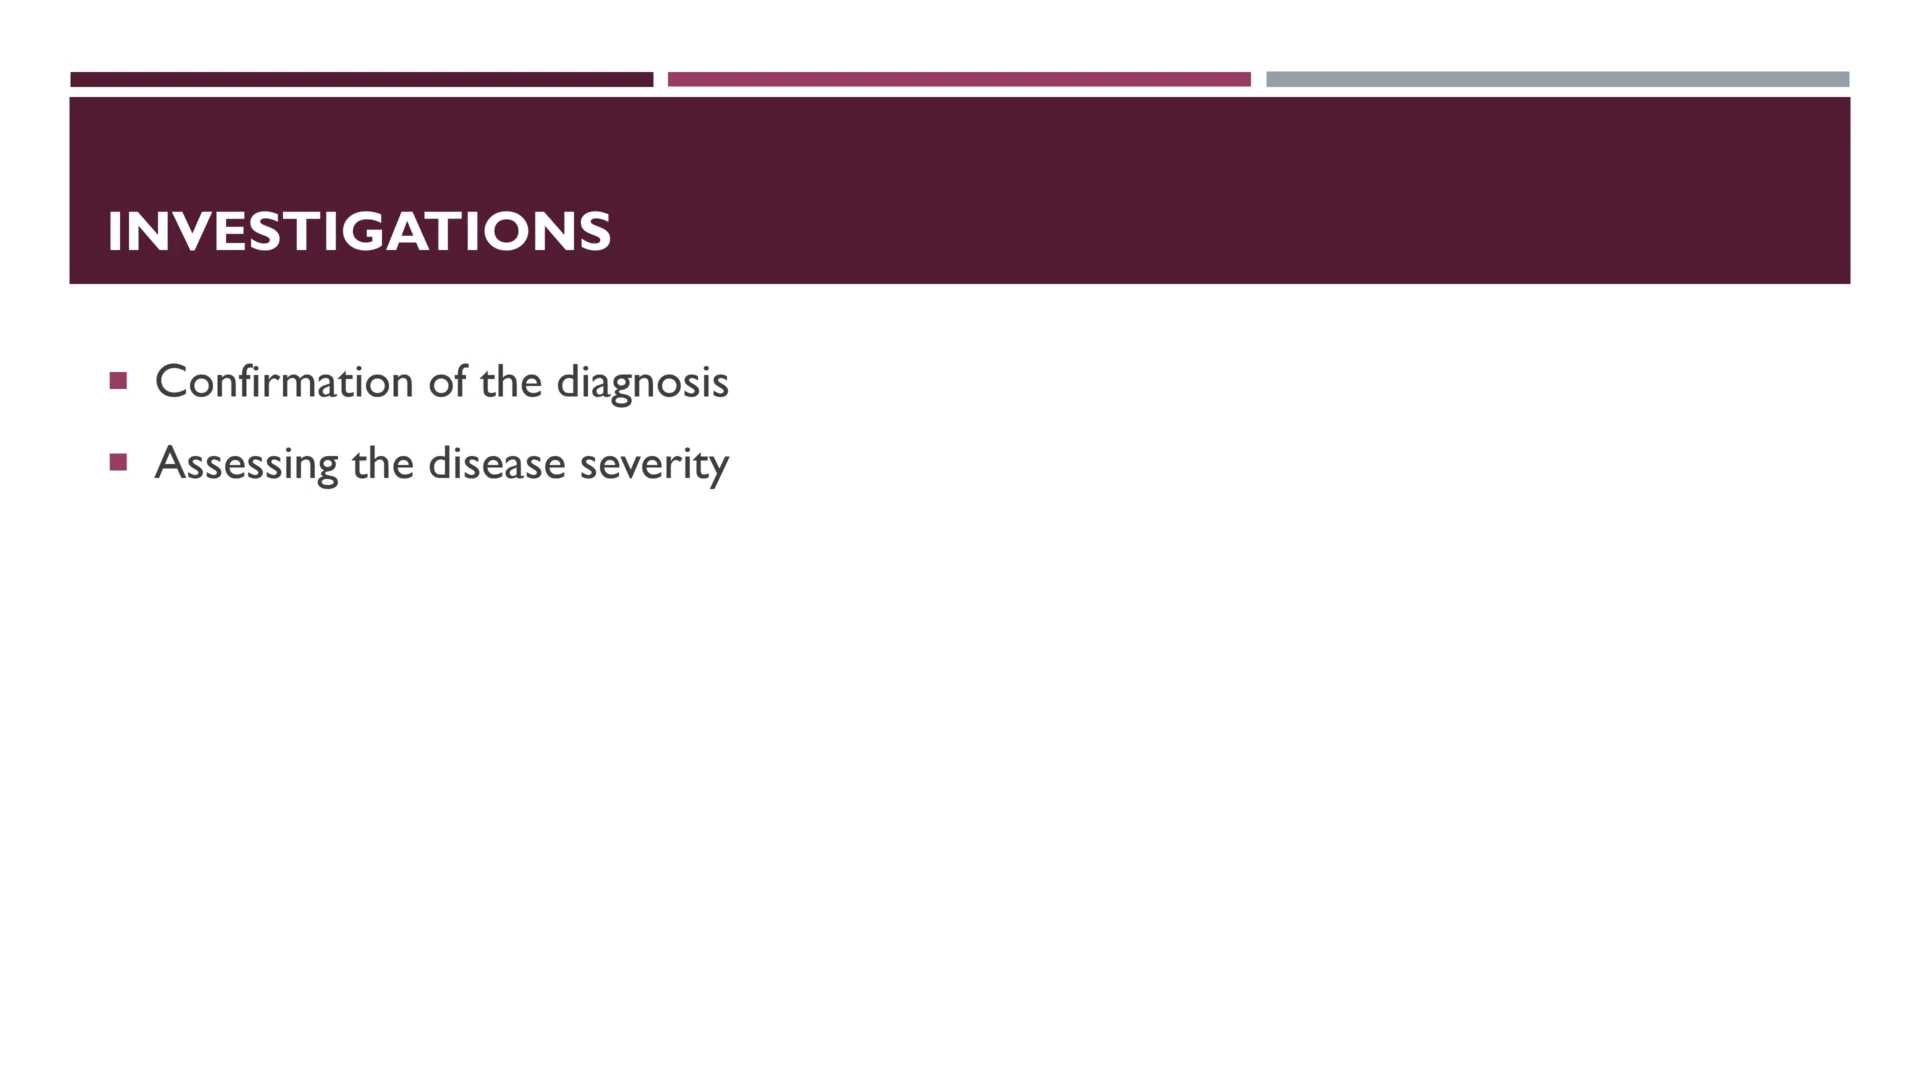 INVESTIGATIONS
Confirmation of the diagnosis
Assessing the disease severity